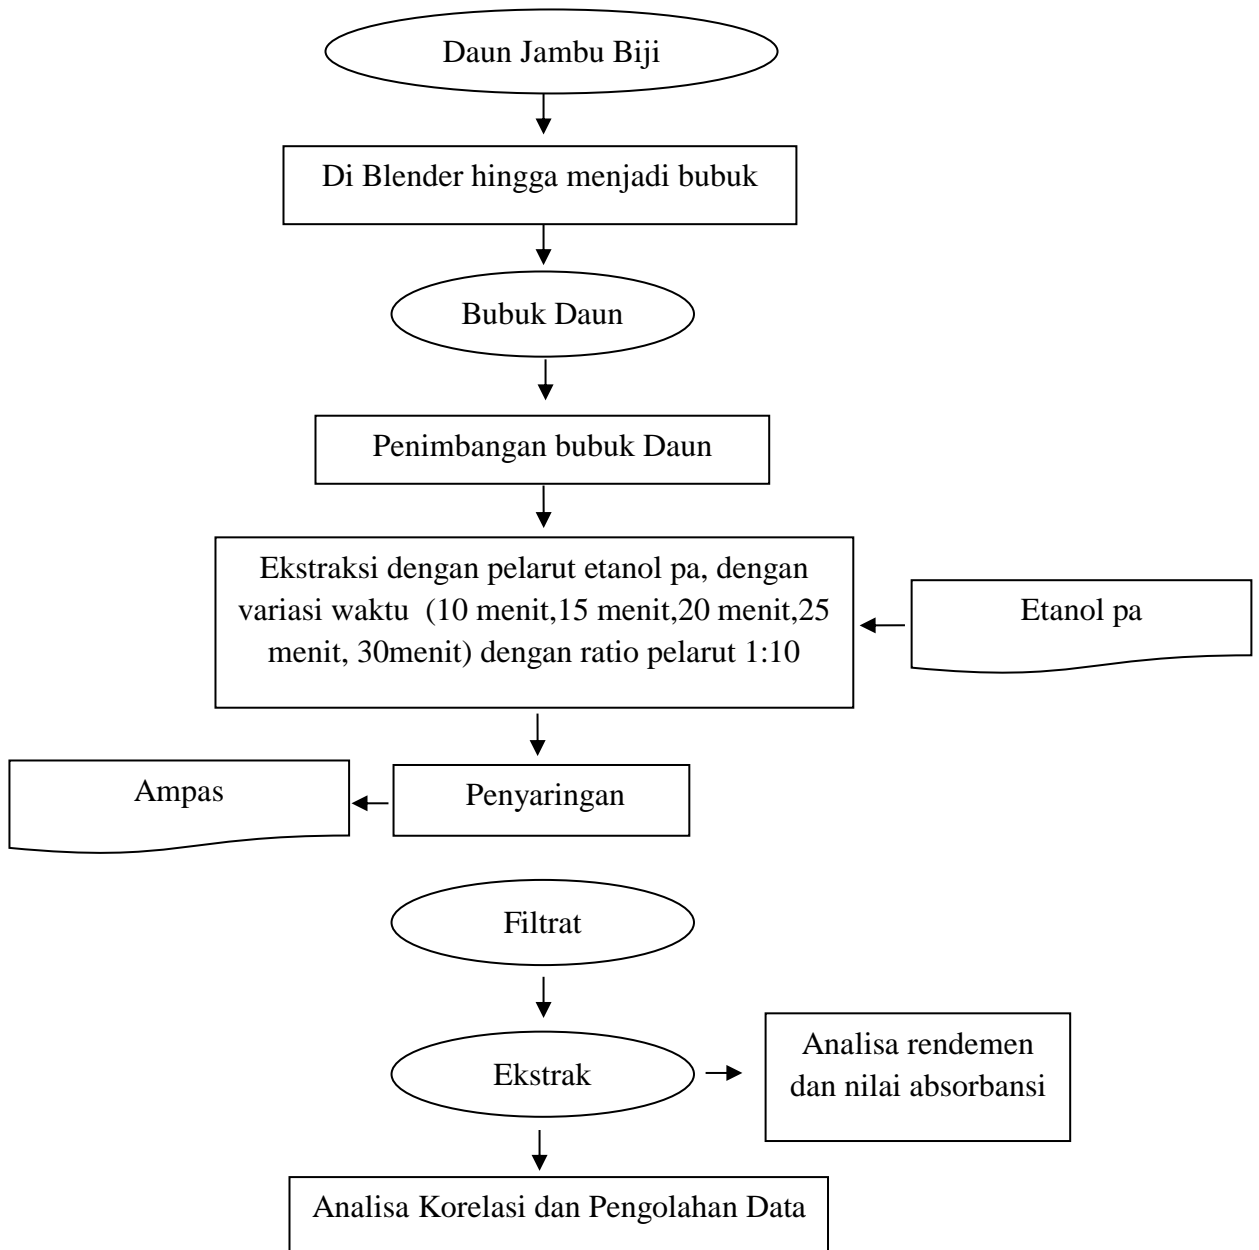 Daun Jambu Biji
Di Blender hingga menjadi bubuk
Bubuk Daun
Penimbangan bubuk Daun
Ekstraksi dengan pelarut etanol pa, dengan
variasi waktu  (10 menit,15 menit,20 menit,25
menit, 30menit) dengan ratio pelarut 1:10
Etanol pa
Ampas
Penyaringan
Filtrat
Ekstrak
Analisa rendemen
dan nilai absorbansi
Analisa Korelasi dan Pengolahan Data